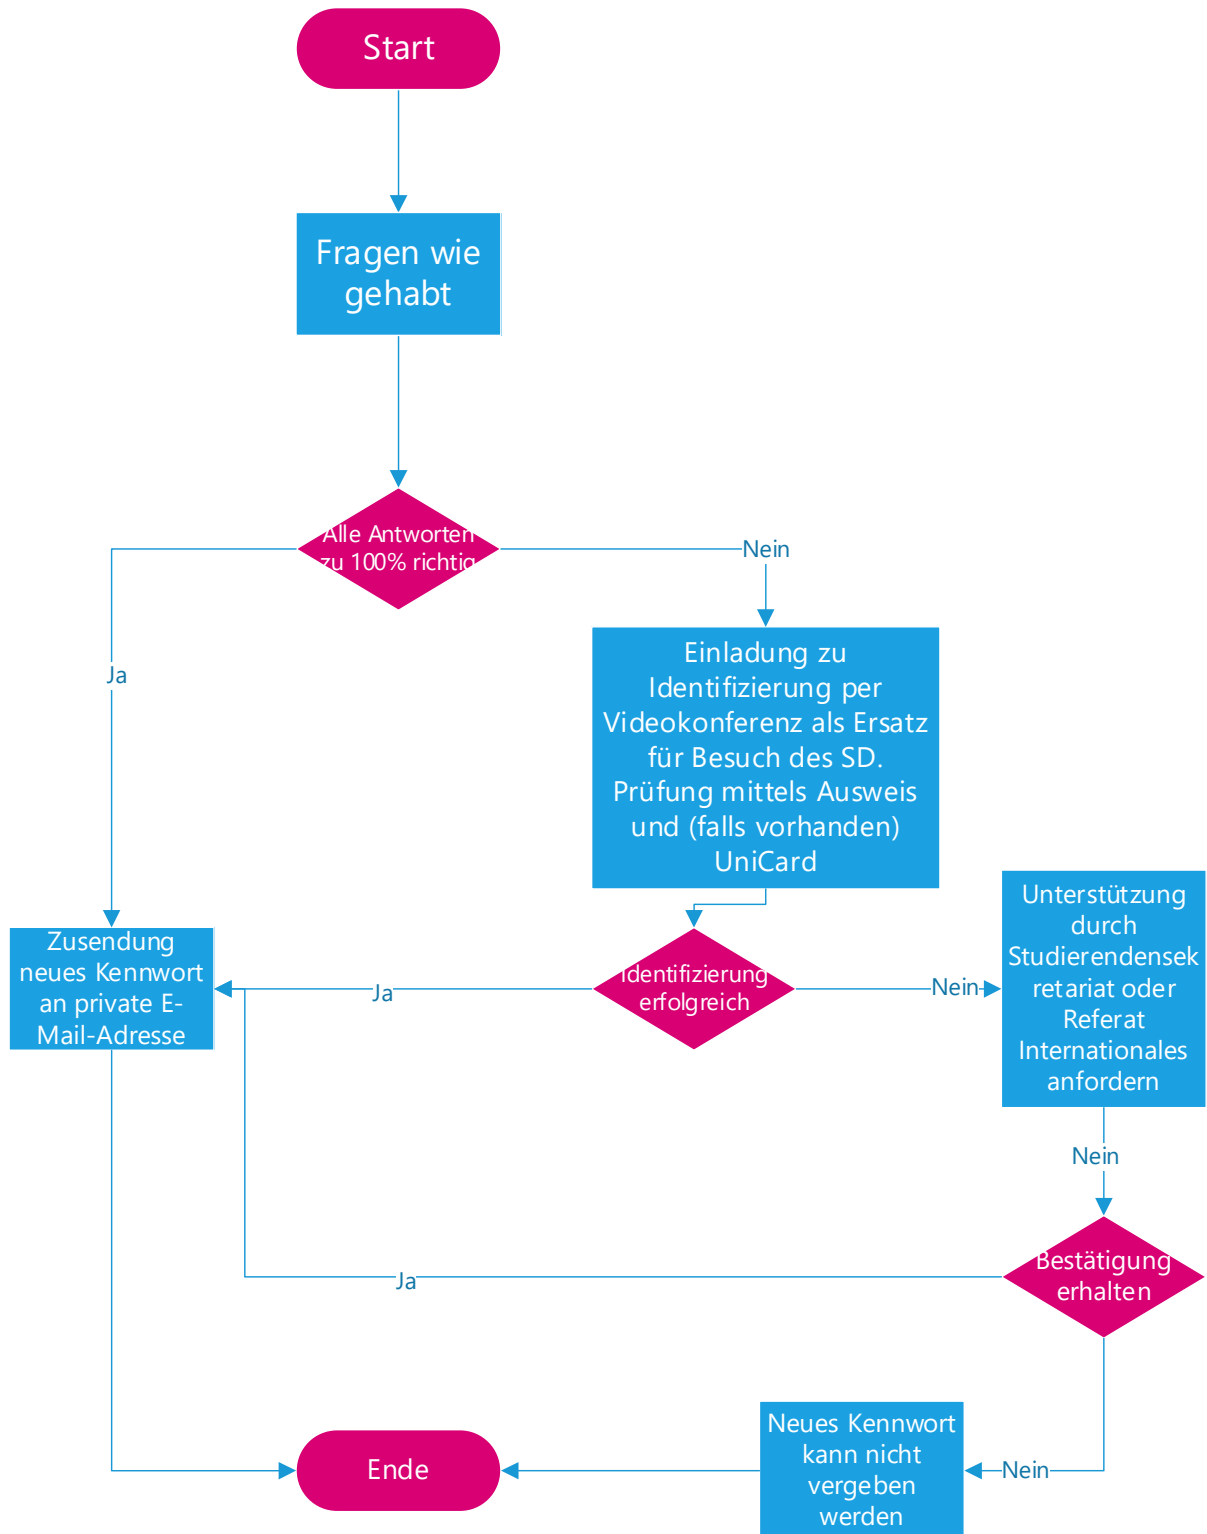 Start
Fragen wie
gehabt
Alle Antworten
zu 100% richtig
Nein
Ja
Einladung zu
Identifizierung per
Videokonferenz als Ersatz
für Besuch des SD.
Prüfung mittels Ausweis
und (falls vorhanden)
UniCard
Zusendung
neues Kennwort
an private E-
Mail-Adresse
Ja
Identifizierung
erfolgreich
Nein
Unterstützung
durch
Studierendensek
retariat oder
Referat
Internationales
anfordern
Nein
Bestätigung
erhalten
Ja
Nein
Neues Kennwort
kann nicht
vergeben
werden
Ende